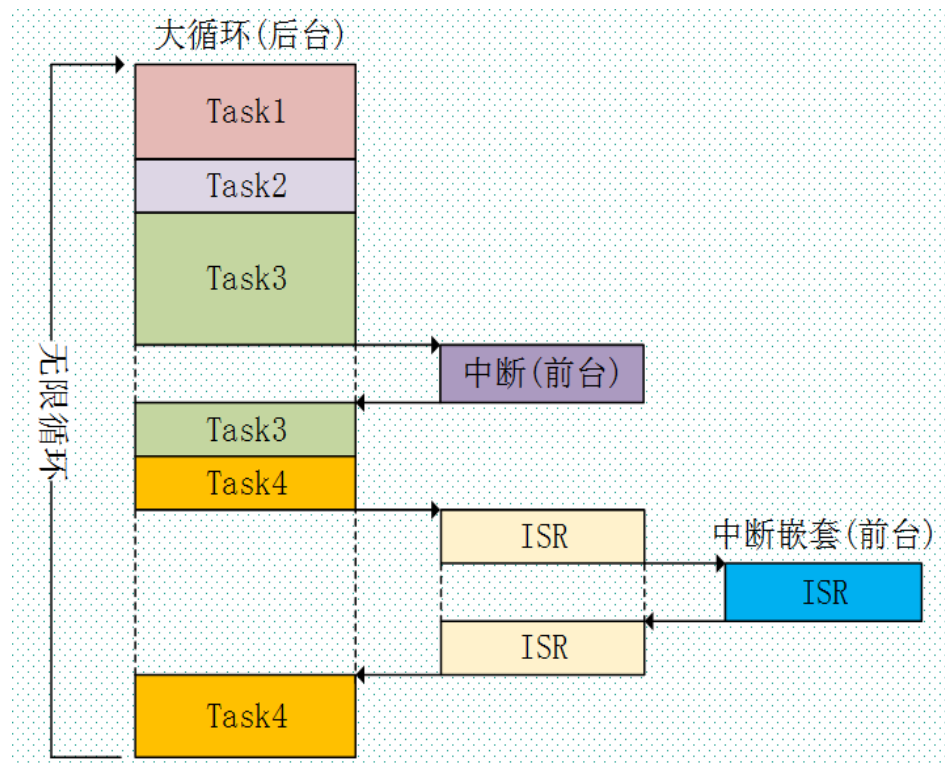 大循环(后台)
Task1
Task2
Task3
无限循环
中断(前台)
Task3
Task4
ISR
中断嵌套(前台)
ISR
ISR
Task4